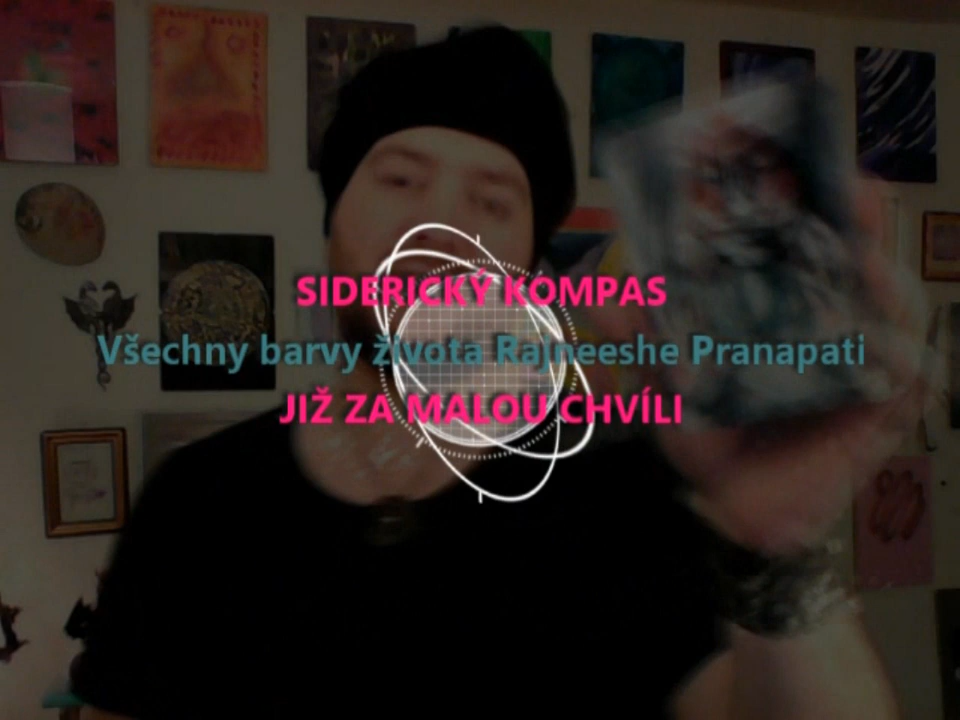 SIDERICKÝ KOMPAS
Všechny barvy života Rajneeshe Pranapati
JIŽ ZA MALOU CHVÍLI